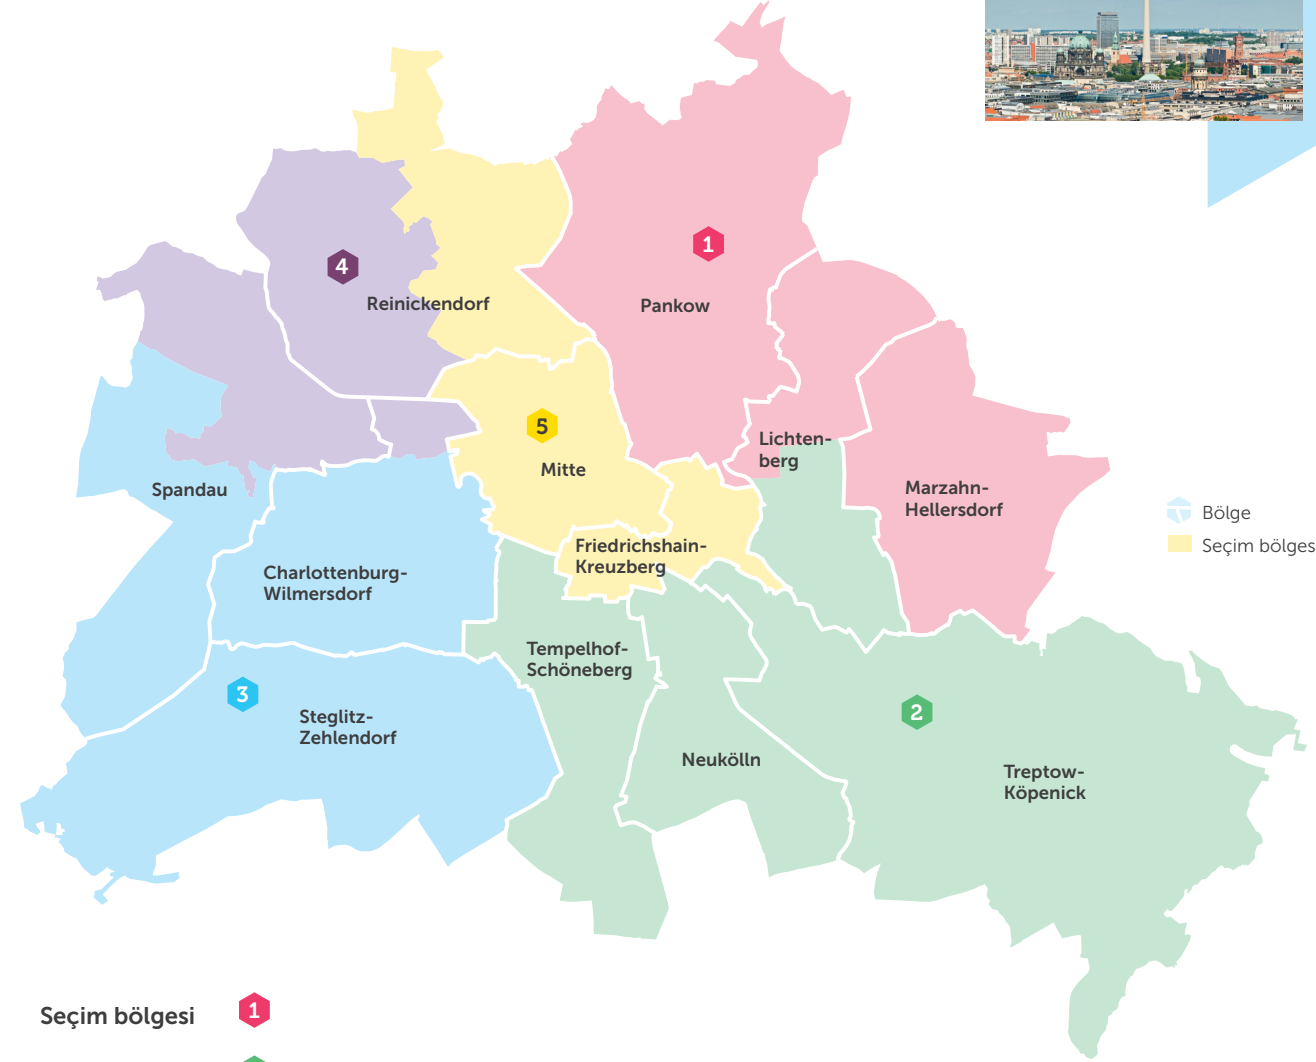 1
4
Reinickendorf
Pankow
5
Mitte
Lichten-
berg
Spandau
Marzahn-
Hellersdorf
Bölge
Seçim bölges
Friedrichshain-
Kreuzberg
Charlottenburg-
Wilmersdorf
Tempelhof-
Schöneberg
3
2
Steglitz-
Zehlendorf
Neukölln
Treptow-
Köpenick
Seçim bölgesi
1